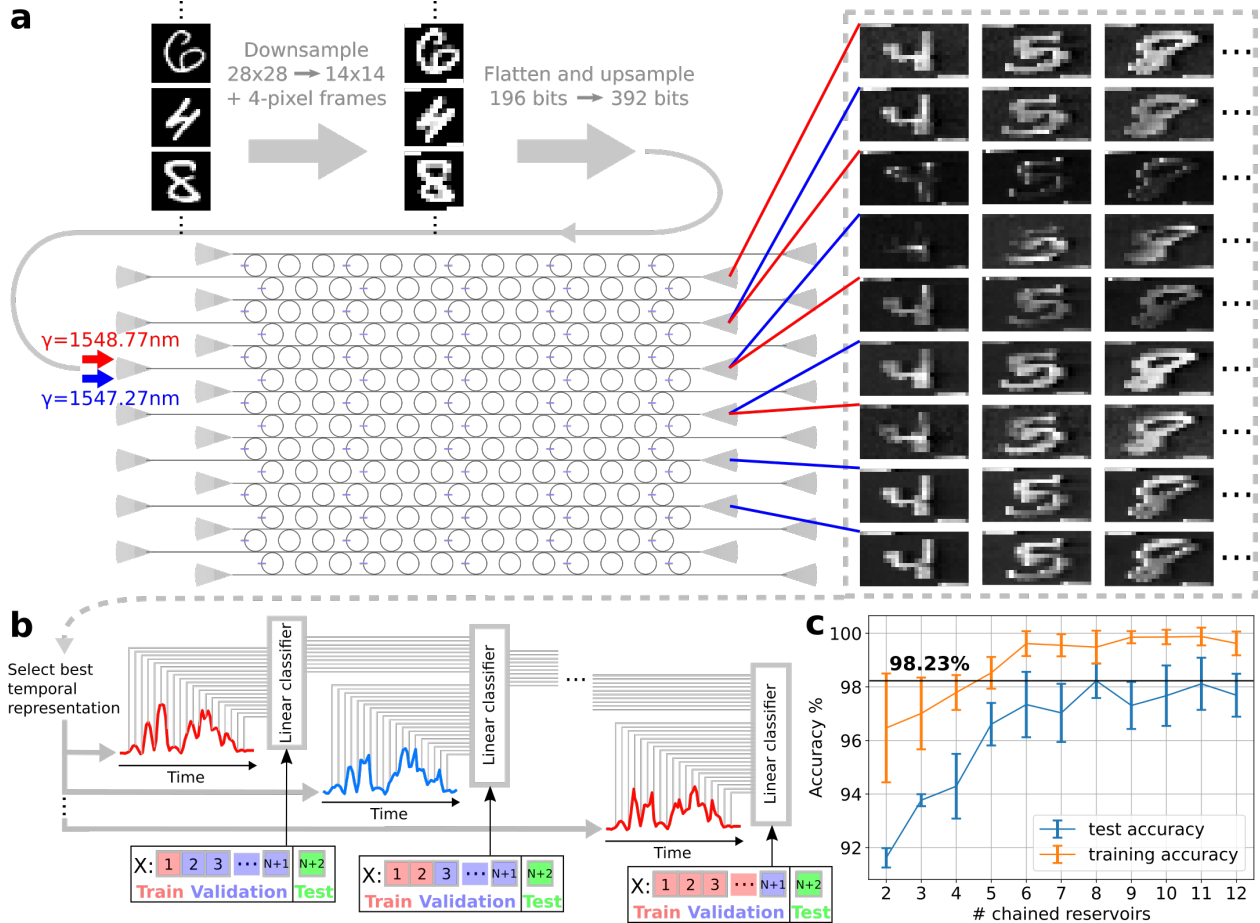 a
Downsample
28x28 → 14x14
+ 4-pixel frames
Flatten and upsample
196 bits → 392 bits
γ=1548.77nm
γ=1547.27nm
b
Select best
temporal
representation
Time
Linear classifier
X: 1 2 3 ··· N+1 N+2
Train Validation Test
Time
Linear classifier
X: 1 2 3 ··· N+1 N+2
Train Validation Test
...
Time
Linear classifier
X: 1 2 3 ··· N+1 N+2
Train Validation Test
c
Accuracy %
100
98
96
94
92
98.23%
test accuracy
training accuracy
2 3 4 5 6 7 8 9 10 11 12
# chained reservoirs